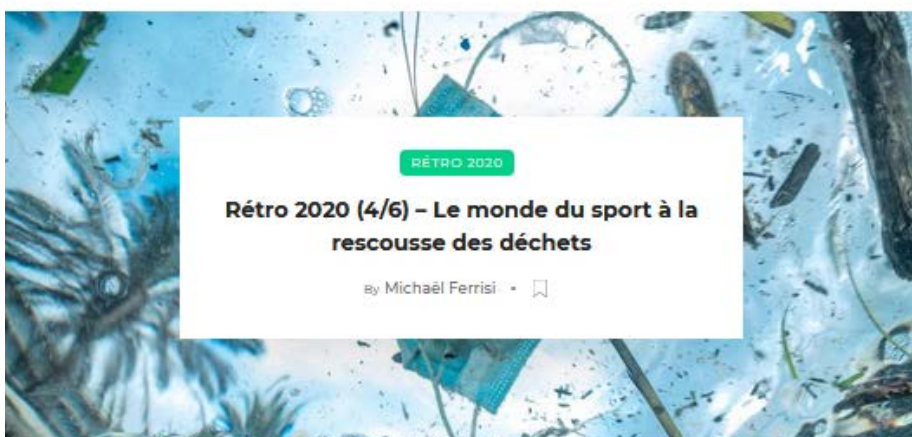 RÉTRO 2020
Rétro 2020 (4/6) – Le monde du sport à la
rescousse des déchets
By Michaël Ferrisi •